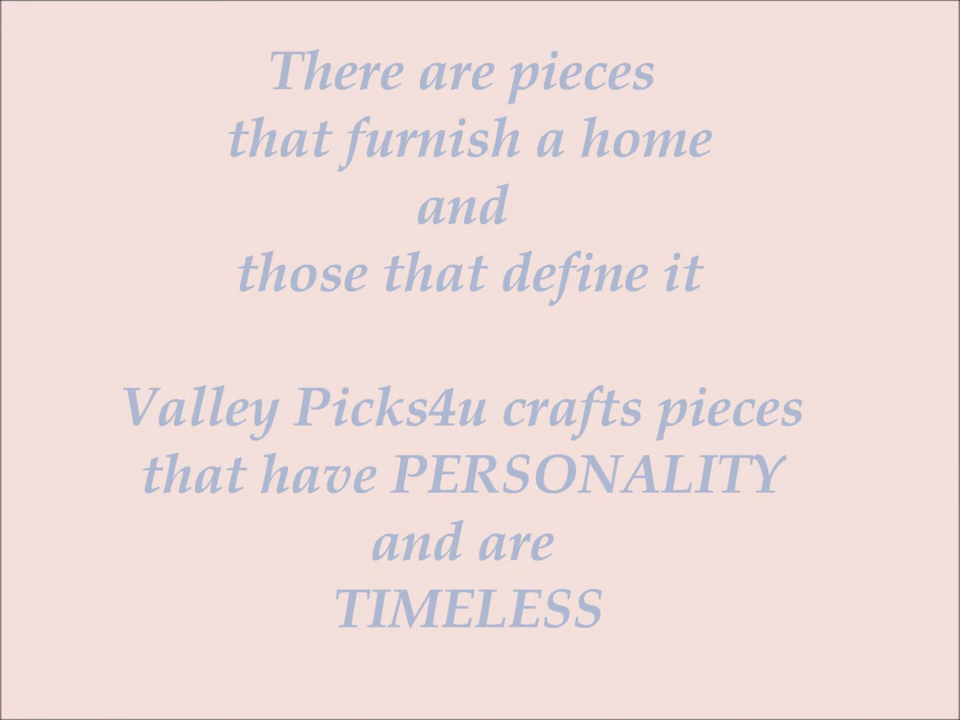 There are pieces
that furnish a home
and
those that define it
Valley Picks4u crafts pieces
that have PERSONALITY
and are
TIMELESS